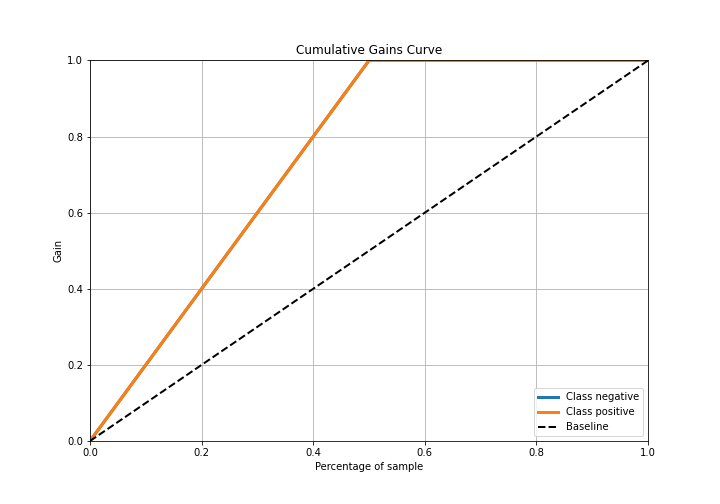 Cumulative Gains Curve
1.0
0.8
0.6
0.4
0.2
0.0
Gain
0.0 0.2 0.4 0.6 0.8 1.0
Percentage of sample
Class negative
Class positive
Baseline